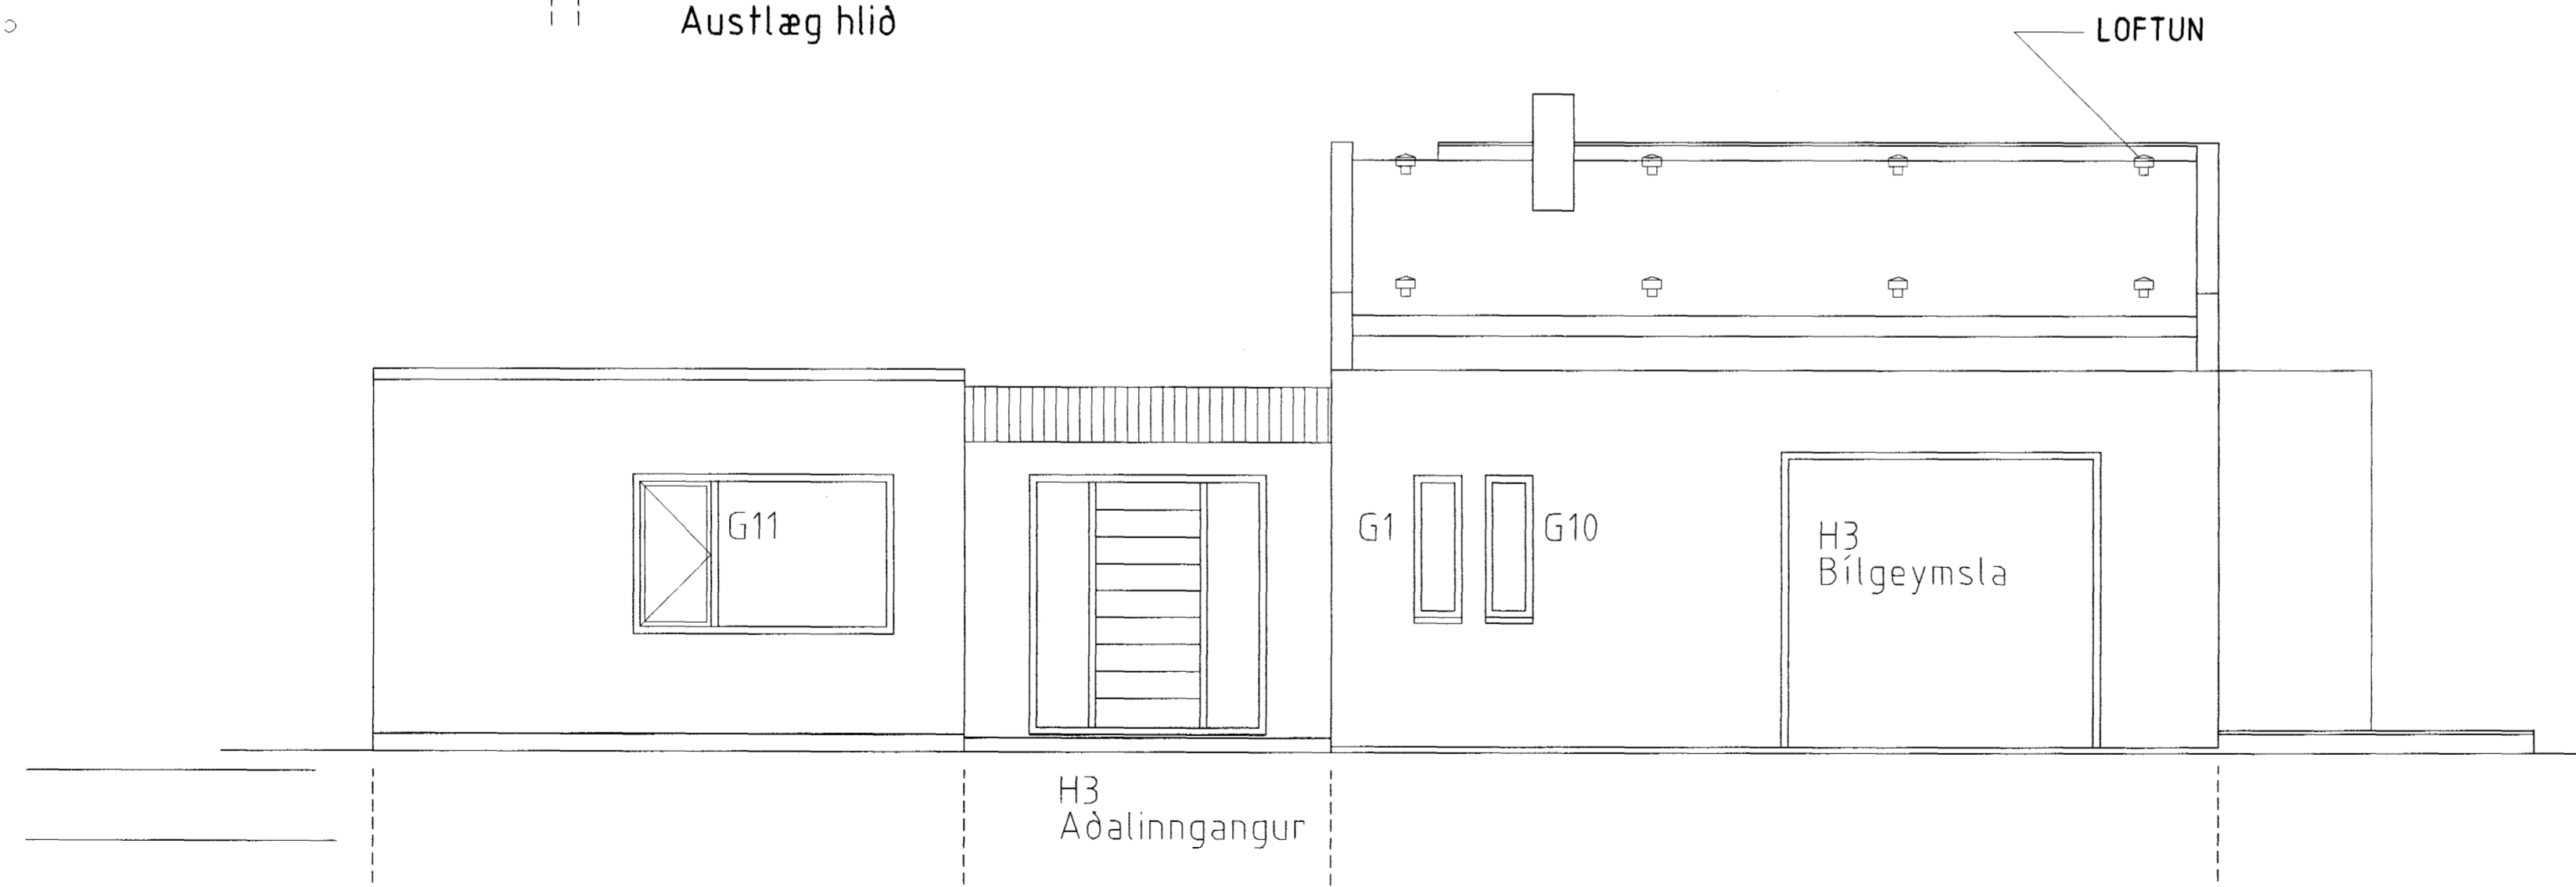 Austlæg hlið
LOFTUN
G11
G1
G10
H3
Bílgeymsla
H3
Aðalinngangur